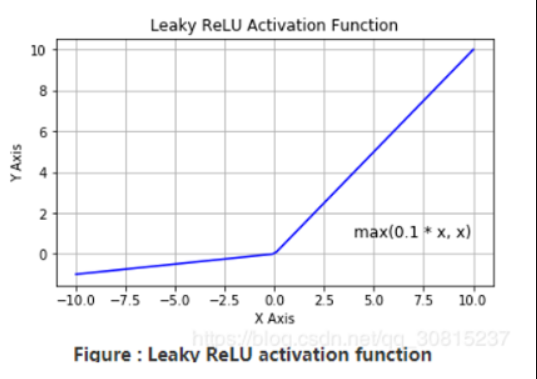 Leaky ReLU Activation Function
10
8
6
4
2
0
Y Axis
max(0.1 * x, x)
−10.0 −7.5 −5.0 −2.5 0.0 2.5 5.0 7.5 10.0
X Axis
https://blog.csdn.net/qq_30815237
Figure : Leaky ReLU activation function